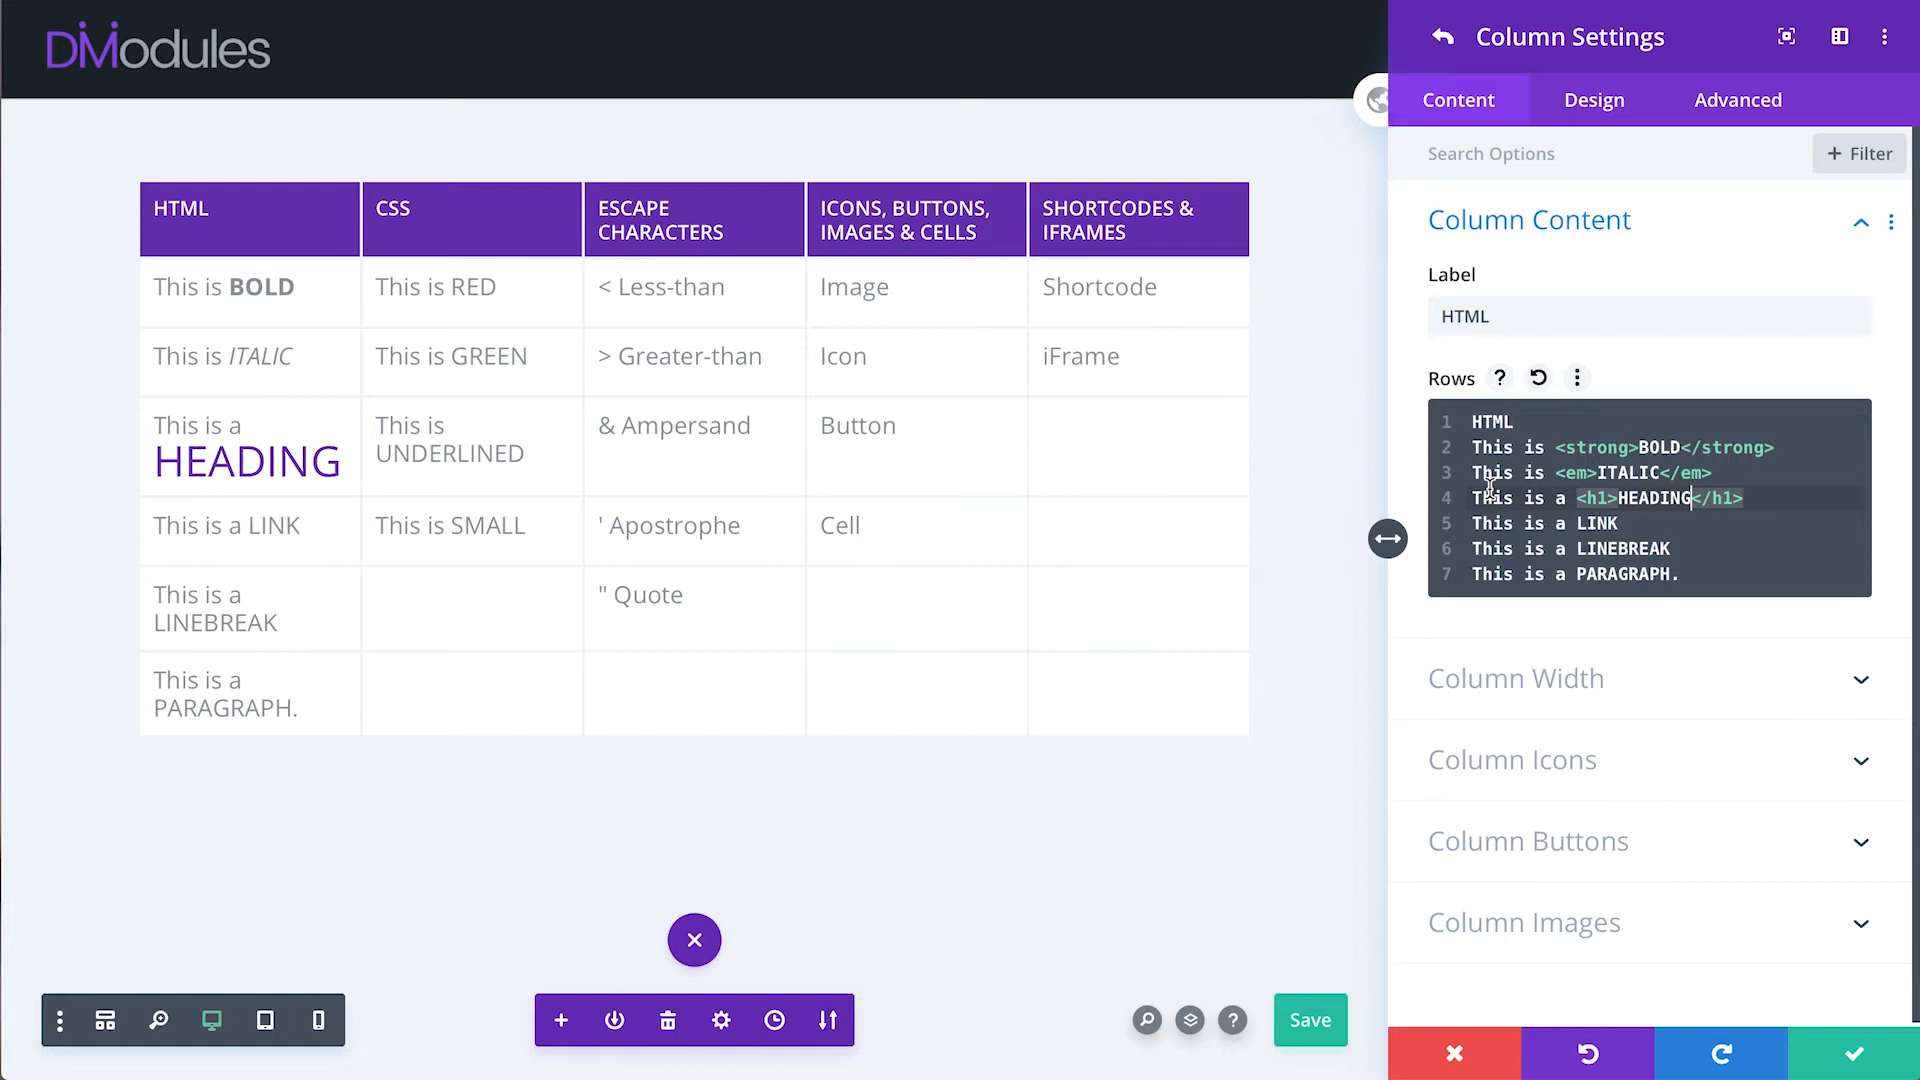 DiModules
HTML
CSS
ESCAPE
CHARACTERS
ICONS, BUTTONS,
IMAGES & CELLS
SHORTCODES &
IFRAMES
This is BOLD
This is RED
< Less-than
Image
Shortcode
This is ITALIC
This is GREEN
> Greater-than
Icon
iFrame
This is a
HEADING
This is
UNDERLINED
& Ampersand
Button
This is a LINK
This is SMALL
' Apostrophe
Cell
This is a
LINEBREAK
" Quote
This is a
PARAGRAPH.
Save
Column Settings
Content
Design
Advanced
Search Options
+ Filter
Column Content
Label
HTML
Rows
1 HTML
2 This is <strong>BOLD</strong>
3 This is <em>ITALIC</em>
4 This is a <h1>HEADING</h1>
5 This is a LINK
6 This is a LINEBREAK
7 This is a PARAGRAPH.
Column Width
Column Icons
Column Buttons
Column Images